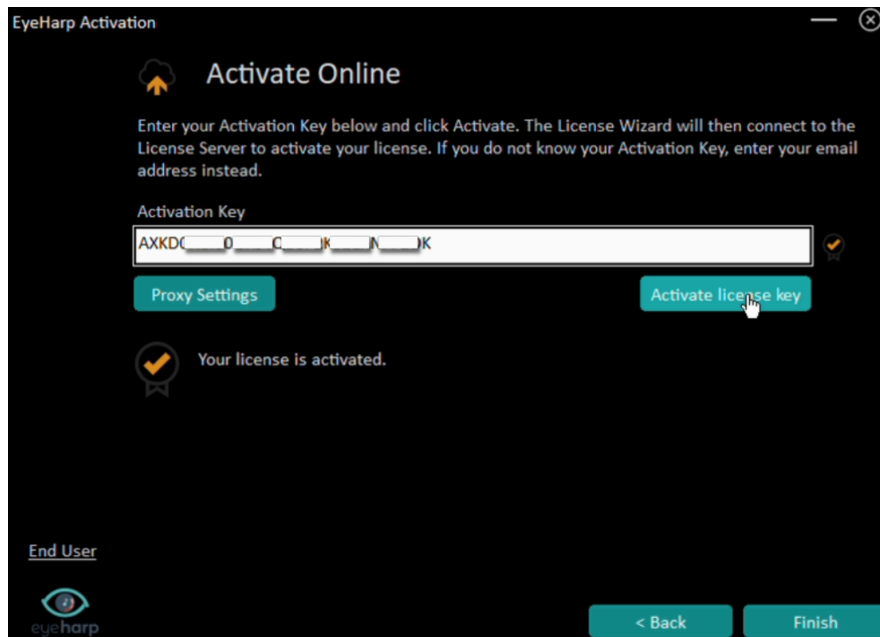 EyeHarp Activation
Activate Online
Enter your Activation Key below and click Activate. The License Wizard will then connect to the
License Server to activate your license. If you do not know your Activation Key, enter your email
address instead.
Activation Key
Proxy Settings
Activate license key
Your license is activated.
End User
eyeharp
< Back
Finish